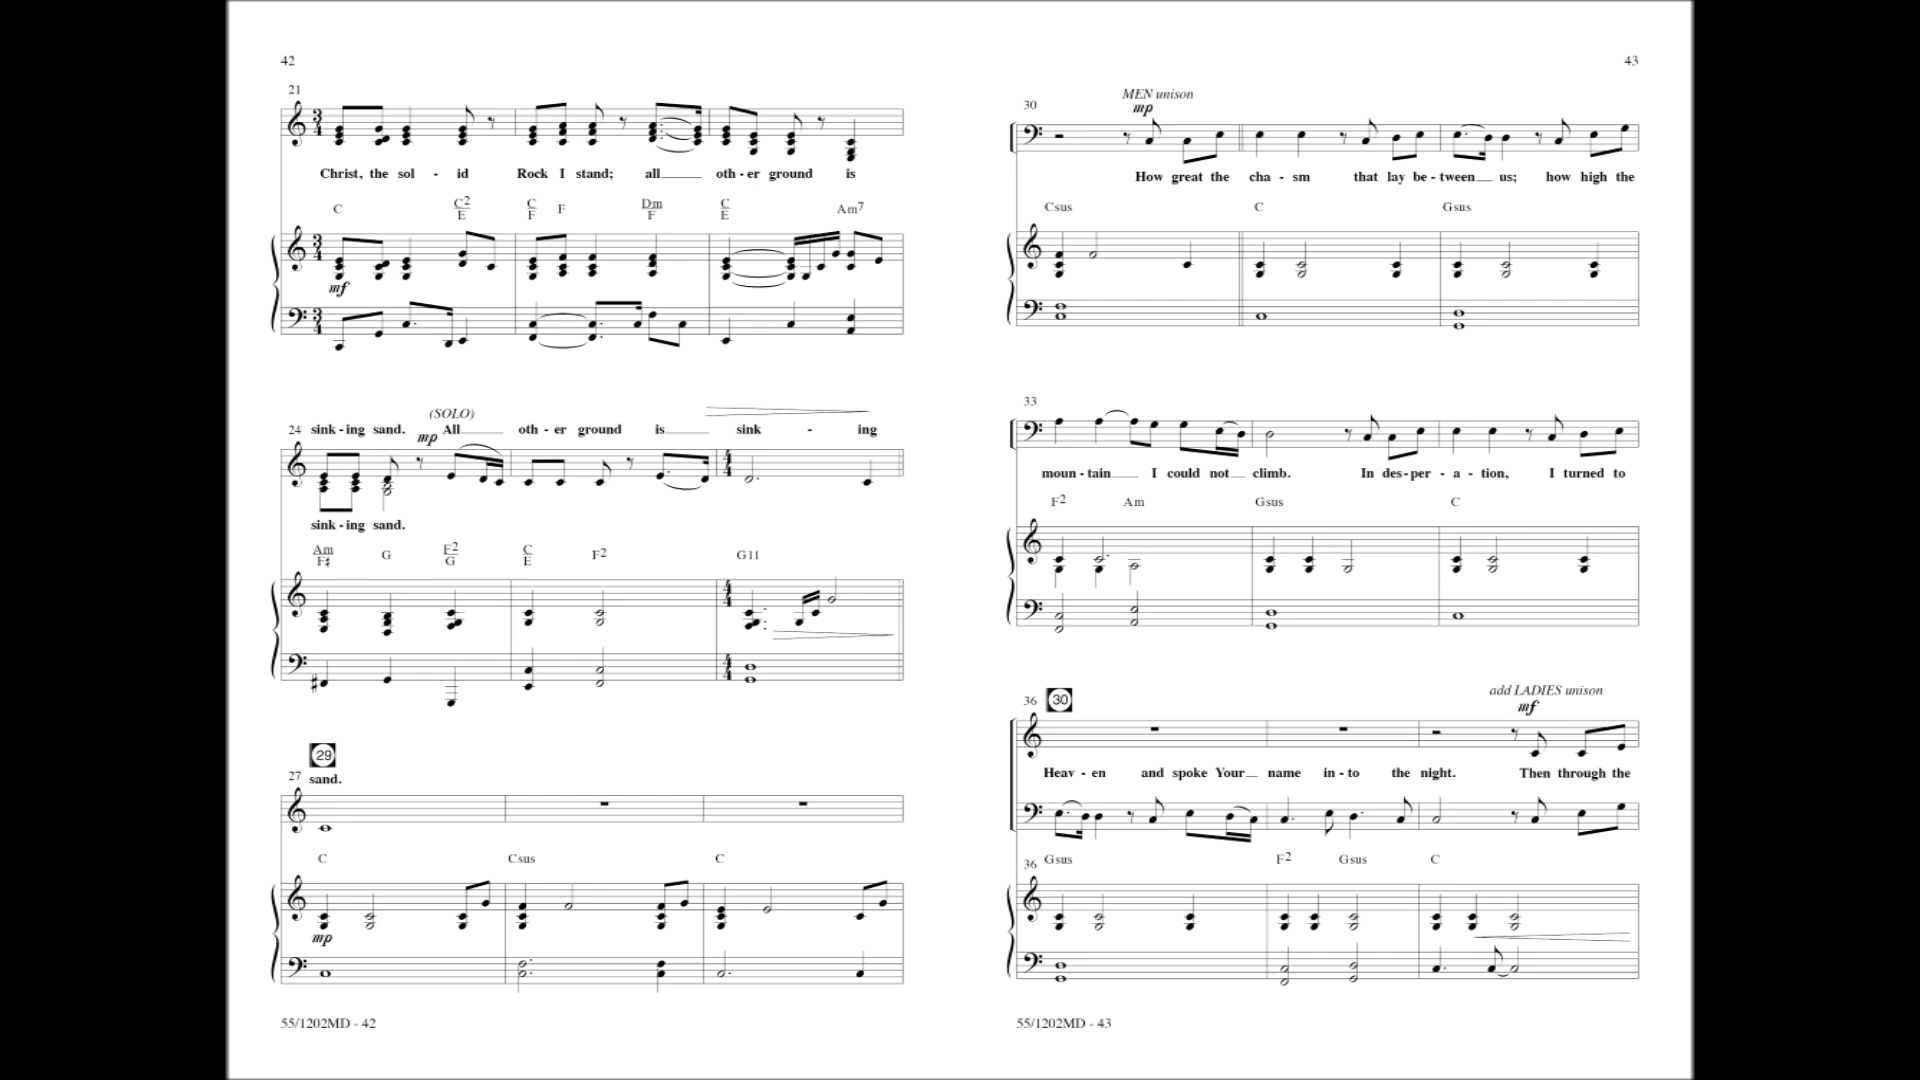 42
21
Christ, the sol - id Rock I stand; all oth - er ground is
C C2/E C/F F Dm/F C/E Am7
mf
(SOLO)
24 sink - ing sand. mp All oth - er ground is sink - ing
sink - ing sand.
Am/F♯ G F2/G C/E F2 G11
29
27 sand.
C Csus C
mp
55/1202MD - 42
43
MEN unison
30 mp
How great the cha - sm that lay be - tween us; how high the
Csus C Gsus
33
moun - tain I could not climb. In des - per - a - tion, I turned to
F2 Am Gsus C
add LADIES unison
36 30 mf
Heav - en and spoke Your name in - to the night. Then through the
36 Gsus F2 Gsus C
55/1202MD - 43